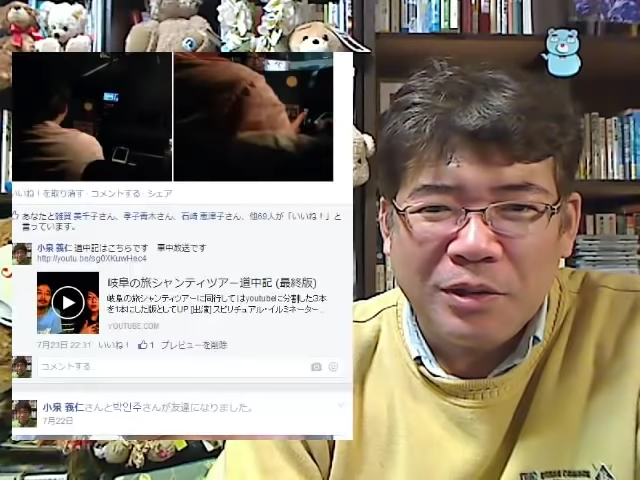 いいね！を取り消す · コメントする · シェア
あなたと雑賀 美千子さん、孝子青木さん、石崎 恵津子さん、他69人が「いいね！」と
言っています。
小泉 義仁 道中記はこちらです　車中放送です
http://youtu.be/sg0XKuwHec4
岐阜の旅シャンティツアー道中記 (最終版)
岐阜の旅シャンティツアーに同行して1はyoutubeに分割した3本
を1本にした版としてUP [出演] スピリチュアル・イルミネーター...
YOUTUBE.COM
7月23日 22:31 · いいね！ 1 プレビューを削除
コメントする
小泉 義仁さんと박인주さんが友達になりました。
7月22日